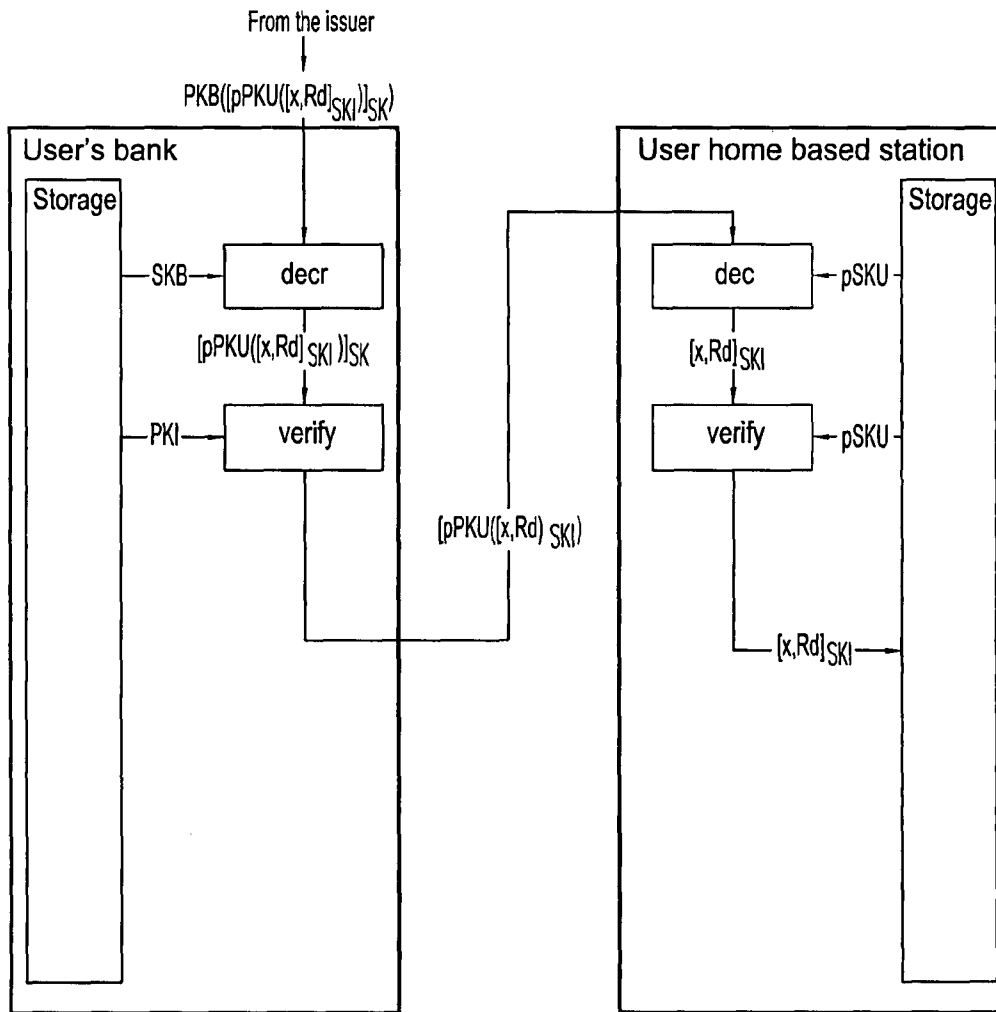 From the issuer
PKB([pPKU([x,Rd]SKI)]SK)
User's bank
Storage
SKB
decr
[pPKU([x,Rd]SKI)]SK
PKI
verify
[pPKU([x,Rd)SKI)
User home based station
Storage
dec
pSKU
[x,Rd]SKI
verify
pSKU
[x,Rd]SKI